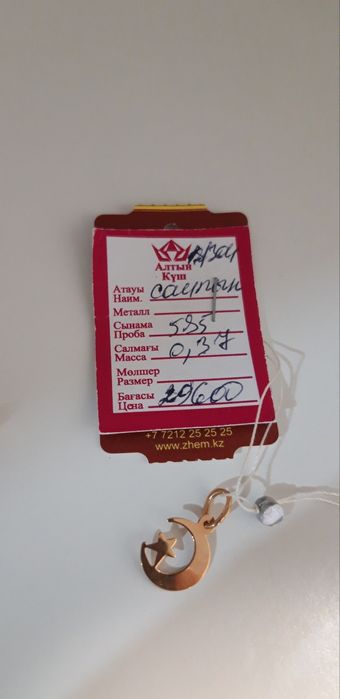 Алтын
Күш
Атауы
Наим. салпын
Металл
Сынама
Проба 585
Салмағы
Масса 0,37
Мөлшер
Размер
Бағасы
Цена 29600
+7 7212 25 25 25
www.zhem.kz